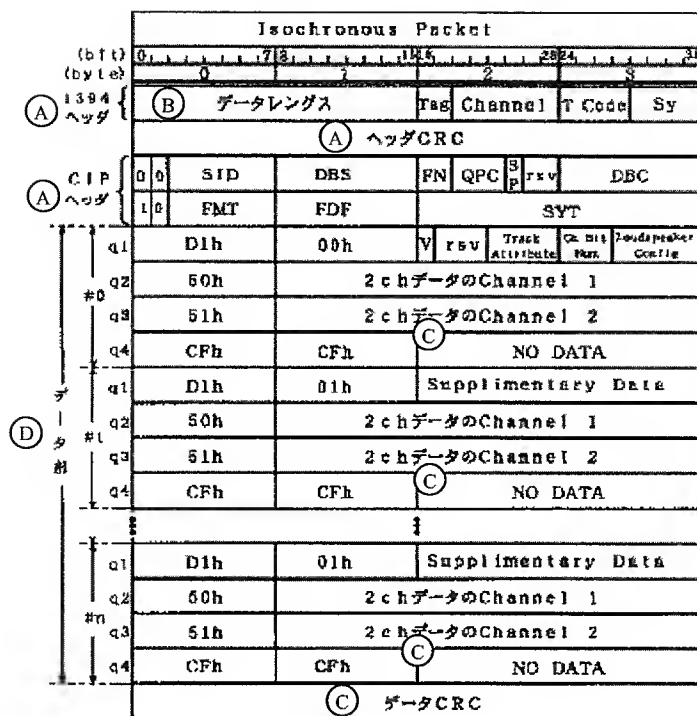 Isochronous Packet
(bit) 0 7 8 15 16 23 24 31
(byte) 0 1 2 3
Ⓐ 1394ヘッダ Ⓑ データレングス Tag Channel T Code Sy
Ⓐ ヘッダCRC
Ⓐ CIPヘッダ 0 0 SID DBS FN QPC SP rsv DBC
1 0 FMT FDF SYT
q1 D1h 00h V rsv Track Attribute Ch Bit Num Loudspeaker Config
#0
q2 50h 2chデータのChannel 1
q3 51h 2chデータのChannel 2
q4 CFh CFh Ⓒ NO DATA
q1 D1h 01h Supplimentary Data
q2 50h 2chデータのChannel 1
Ⓓ データ部 #1
q3 51h 2chデータのChannel 2
q4 CFh CFh Ⓒ NO DATA
q1 D1h 01h Supplimentary Data
q2 50h 2chデータのChannel 1
#n
q3 51h 2chデータのChannel 2
q4 CFh CFh Ⓒ NO DATA
Ⓒ データCRC